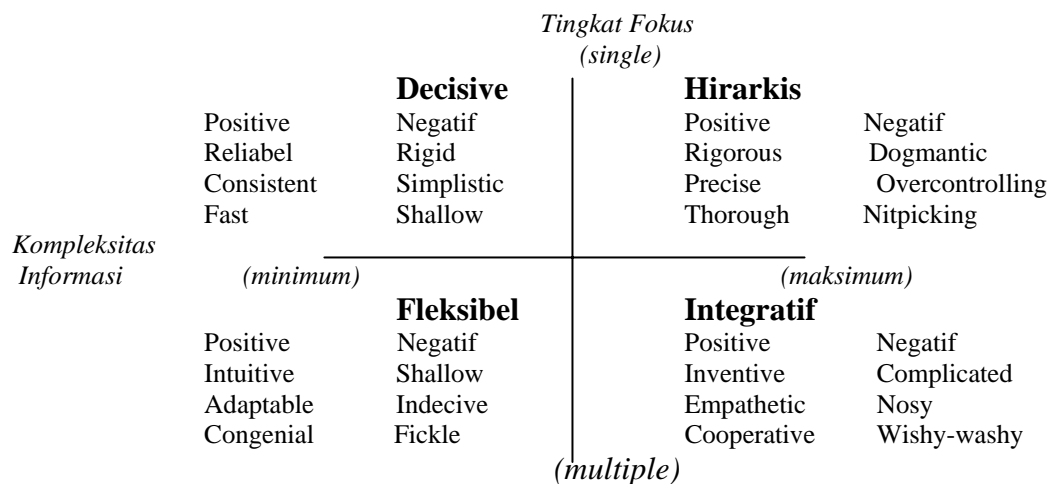 Tingkat Fokus
(single)
Decisive Hirarkis
Positive Negatif Positive Negatif
Reliabel Rigid Rigorous Dogmantic
Consistent Simplistic Precise Overcontrolling
Fast Shallow Thorough Nitpicking
Kompleksitas
Informasi (minimum) (maksimum)
Fleksibel Integratif
Positive Negatif Positive Negatif
Intuitive Shallow Inventive Complicated
Adaptable Indecive Empathetic Nosy
Congenial Fickle Cooperative Wishy-washy
(multiple)